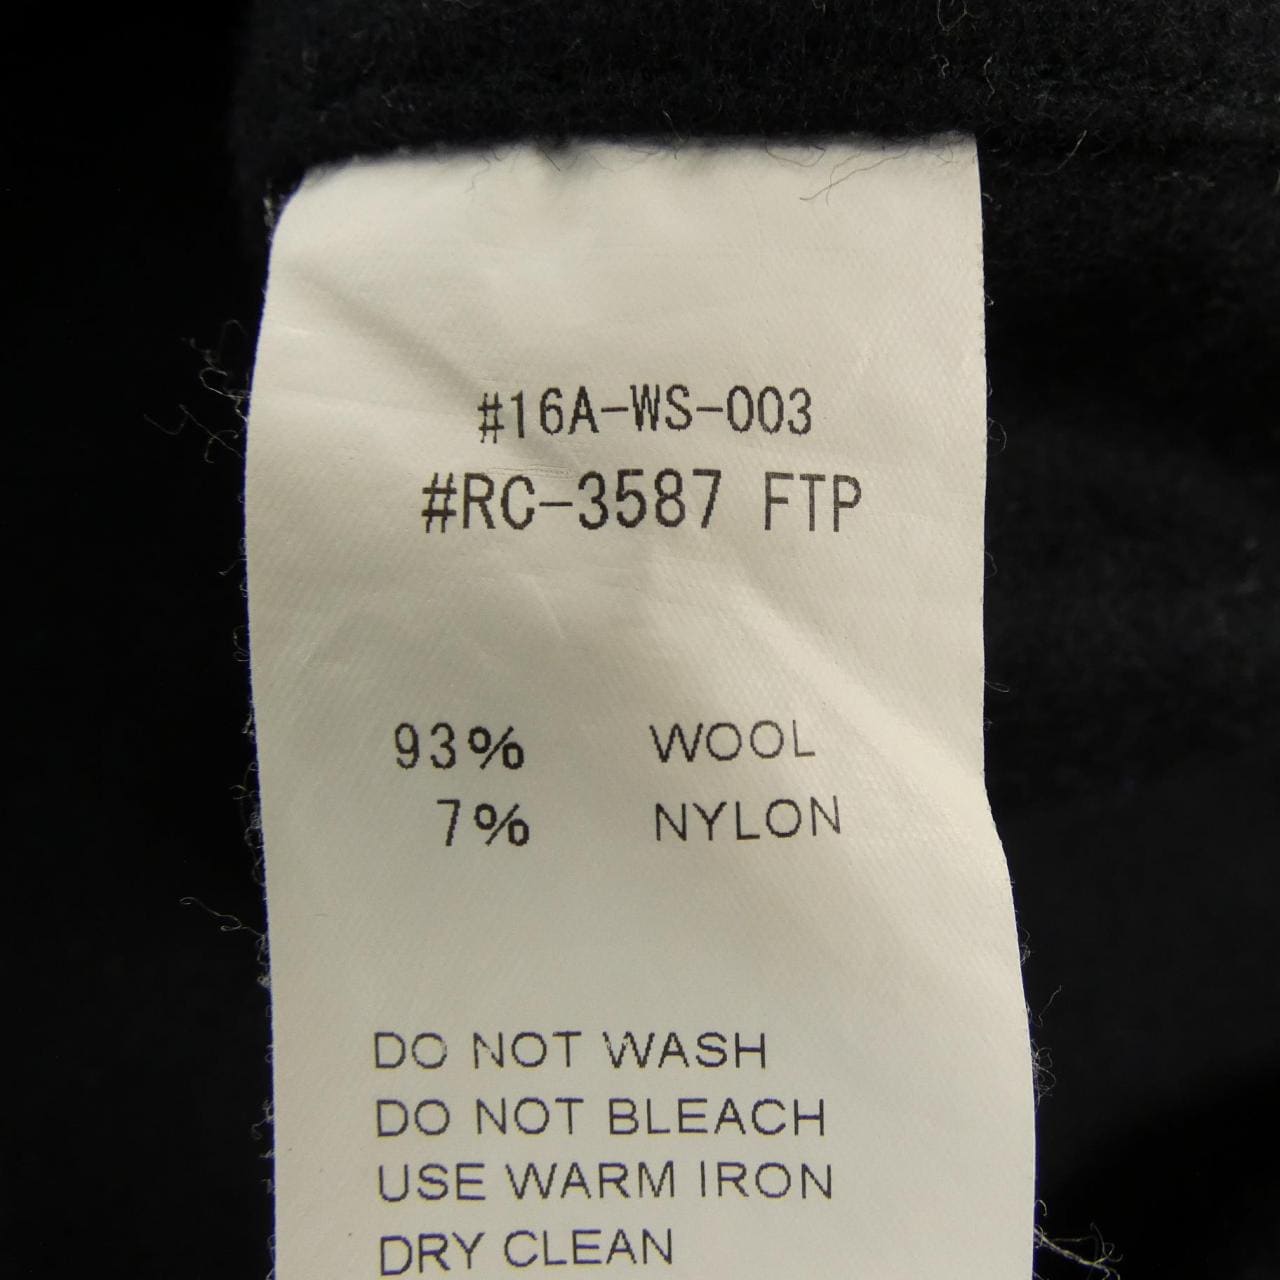 #16A-WS-003
#RC-3587 FTP
93% WOOL
7% NYLON
DO NOT WASH
DO NOT BLEACH
USE WARM IRON
DRY CLEAN